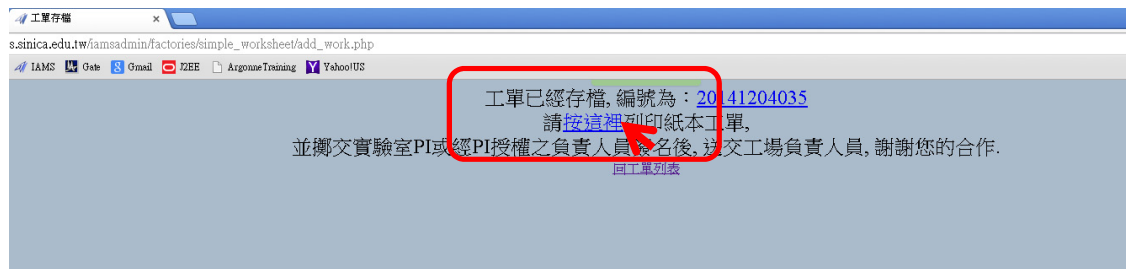 工單存檔 ×
s.sinica.edu.tw/iamsadmin/factories/simple_worksheet/add_work.php
IAMS Gate Gmail J2EE ArgonneTraining Yahoo!US
工單已經存檔, 編號為：20141204035
請按這裡列印紙本工單,
並擲交實驗室PI或經PI授權之負責人員簽名後, 送交工場負責人員, 謝謝您的合作.
回工單列表